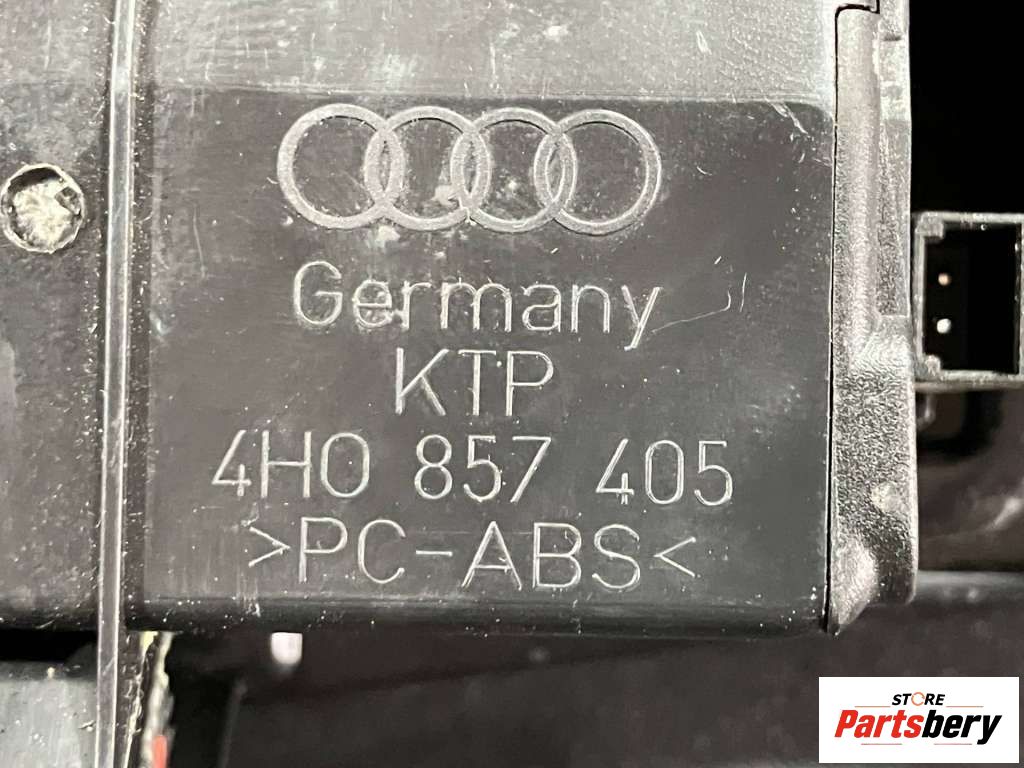 Germany
KTP
4H0 857 405
>PC-ABS<
STORE
Partsbery